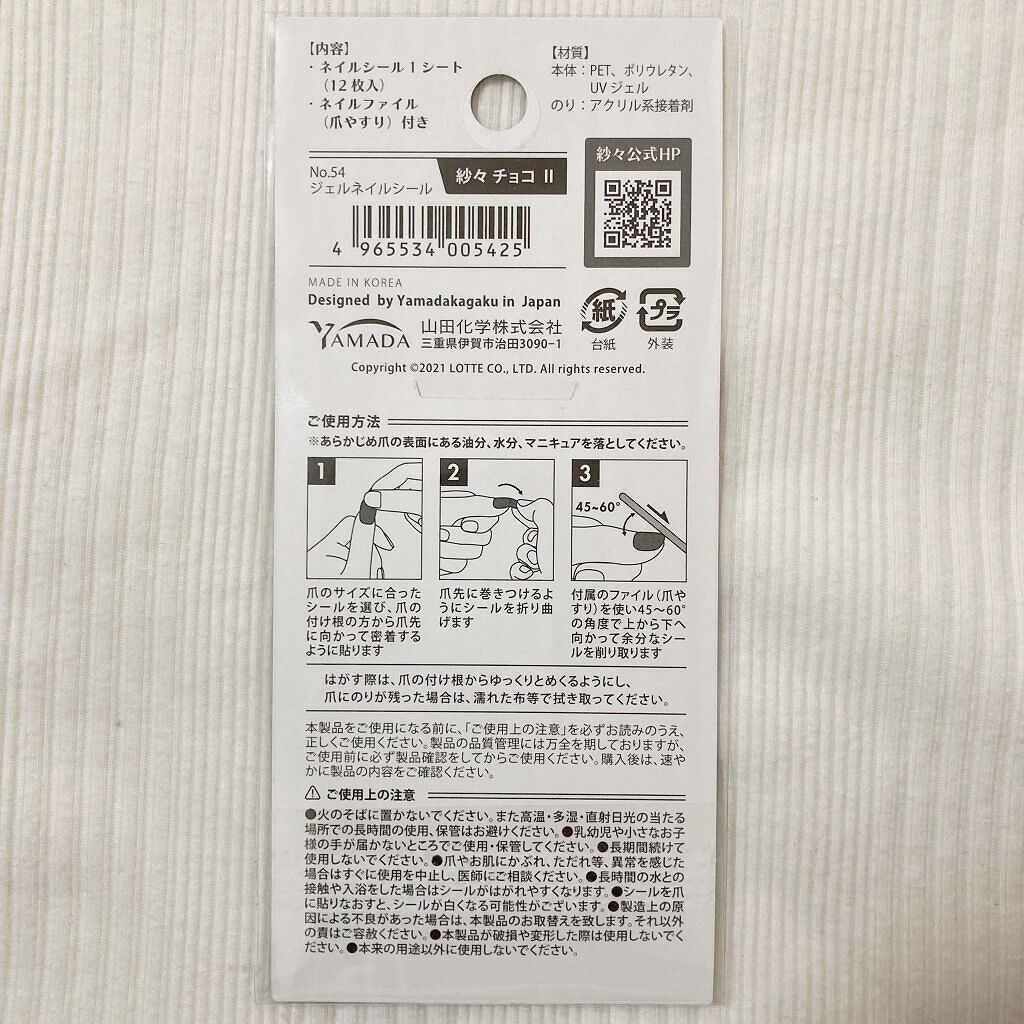 【内容】
・ネイルシール1シート
（12枚入）
・ネイルファイル
（爪やすり）付き
【材質】
本体：PET、ポリウレタン、
UVジェル
のり：アクリル系接着剤
No.54
ジェルネイルシール
紗々 チョコ II
4 965534 005425
紗々公式HP
MADE IN KOREA
Designed by Yamadakagaku in Japan
YAMADA
山田化学株式会社
三重県伊賀市治田3090-1
紙
台紙
プラ
外装
Copyright ©2021 LOTTE CO., LTD. All rights reserved.
ご使用方法
※あらかじめ爪の表面にある油分、水分、マニキュアを落としてください。
1
爪のサイズに合った
シールを選び、爪の
付け根の方から爪先
に向かって密着する
ように貼ります
2
爪先に巻きつけるよ
うにシールを折り曲
げます
3
45~60°
付属のファイル（爪や
すり）を使い45～60°
の角度で上から下へ
向かって余分なシー
ルを削り取ります
はがす際は、爪の付け根からゆっくりとめくるようにし、
爪にのりが残った場合は、濡れた布等で拭き取ってください。
本製品をご使用になる前に、「ご使用上の注意」を必ずお読みのうえ、
正しくご使用ください。製品の品質管理には万全を期しておりますが、
ご使用前に必ず製品確認をしてからご使用ください。購入後は、速や
かに製品の内容をご確認ください。
⚠ ご使用上の注意
●火のそばに置かないでください。また高温・多湿・直射日光の当たる
場所での長時間の使用、保管はお避けください。●乳幼児や小さなお子
様の手が届かないところでご使用・保管してください。●長期間続けて
使用しないでください。●爪やお肌にかぶれ、ただれ等、異常を感じた
場合はすぐに使用を中止し、医師にご相談ください。●長時間の水との
接触や入浴をした場合はシールがはがれやすくなります。●シールを爪
に貼りなおすと、シールが白くなる可能性がございます。●製造上の原
因による不良があった場合は、本製品のお取替えを致します。それ以外
の責はご容赦ください。●本製品が破損や変形した際は使用しないでく
ださい。●本来の用途以外に使用しないでください。